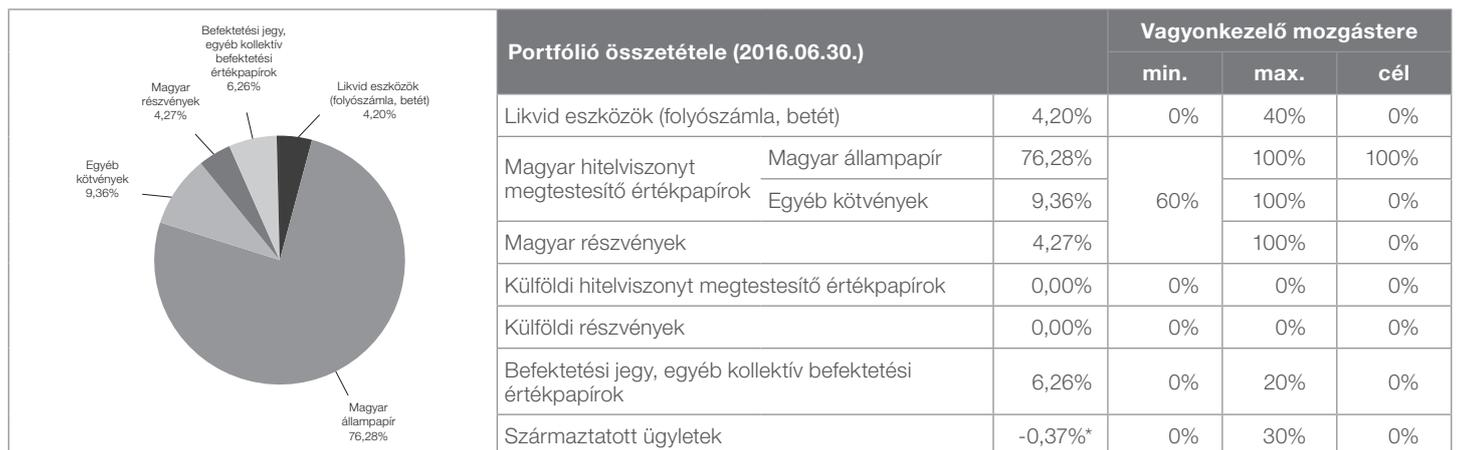 Befektetési jegy,
egyéb kollektív
befektetési
értékpapírok
6,26%
Likvid eszközök
(folyószámla, betét)
4,20%
Magyar
részvények
4,27%
Egyéb
kötvények
9,36%
Magyar
állampapír
76,28%
Portfólió összetétele (2016.06.30.)
Vagyonkezelő mozgástere
min. max. cél
Likvid eszközök (folyószámla, betét) 4,20% 0% 40% 0%
Magyar hitelviszonyt
megtestesítő értékpapírok
Magyar állampapír 76,28% 100% 100%
Egyéb kötvények 9,36% 60% 100% 0%
Magyar részvények 4,27% 100% 0%
Külföldi hitelviszonyt megtestesítő értékpapírok 0,00% 0% 0% 0%
Külföldi részvények 0,00% 0% 0% 0%
Befektetési jegy, egyéb kollektív befektetési
értékpapírok 6,26% 0% 20% 0%
Származtatott ügyletek -0,37%* 0% 30% 0%